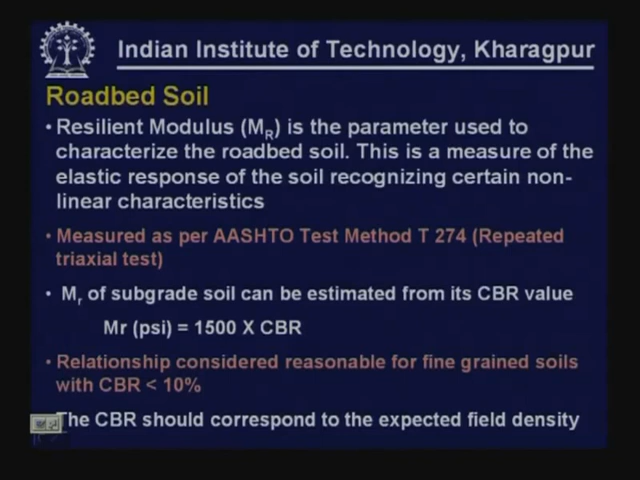 Indian Institute of Technology, Kharagpur
Roadbed Soil
• Resilient Modulus (MR) is the parameter used to
characterize the roadbed soil. This is a measure of the
elastic response of the soil recognizing certain non-
linear characteristics
• Measured as per AASHTO Test Method T 274 (Repeated
triaxial test)
• Mr of subgrade soil can be estimated from its CBR value
Mr (psi) = 1500 X CBR
• Relationship considered reasonable for fine grained soils
with CBR < 10%
The CBR should correspond to the expected field density